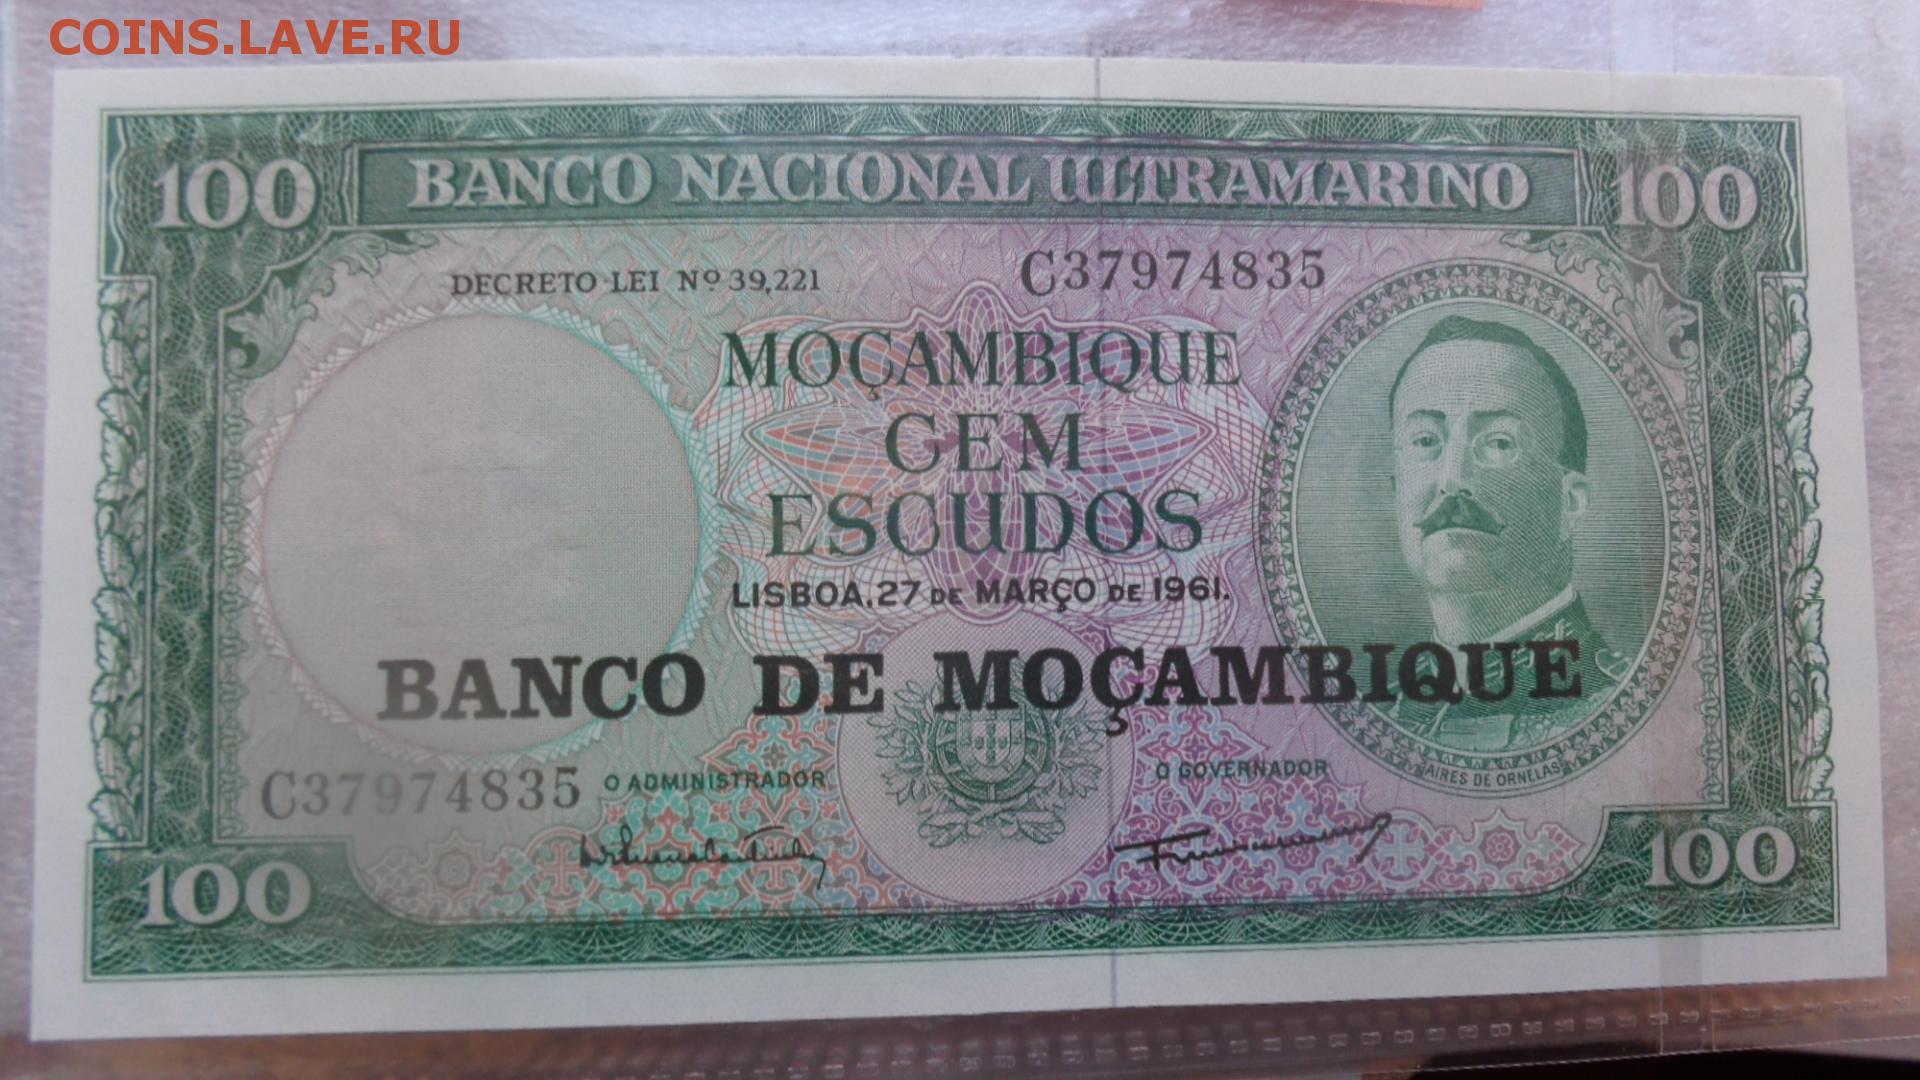 COINS.LAVE.RU
100 BANCO NACIONAL ULTRAMARINO 100
DECRETO LEI Nº 39,221 C37974835
MOÇAMBIQUE
CEM
ESCUDOS
LISBOA, 27 DE MARÇO DE 1961.
BANCO DE MOÇAMBIQUE
C37974835 O ADMINISTRADOR O GOVERNADOR AIRES DE ORNELAS
100 100